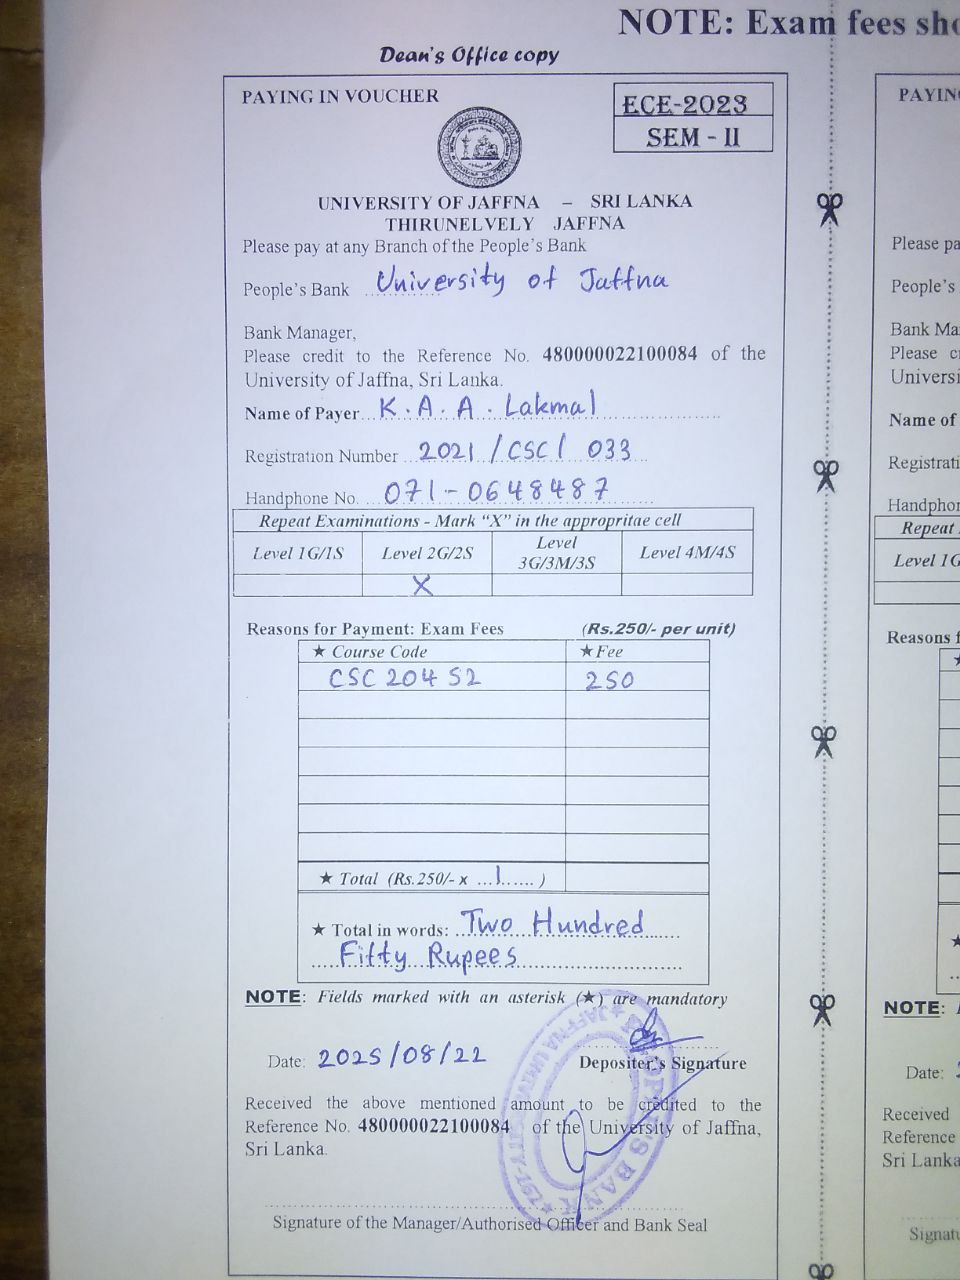 NOTE: Exam fees sho
Dean's Office copy
PAYING IN VOUCHER
ECE-2023
SEM - II
UNIVERSITY OF JAFFNA – SRI LANKA
THIRUNELVELY JAFFNA
Please pay at any Branch of the People's Bank
People's Bank University of Jaffna
Bank Manager,
Please credit to the Reference No. 480000022100084 of the
University of Jaffna, Sri Lanka.
Name of Payer K.A.A. Lakmal
Registration Number 2021/CSC/033
Handphone No. 071-0648487
Repeat Examinations - Mark "X" in the appropritae cell
Level 1G/1S Level 2G/2S Level 3G/3M/3S Level 4M/4S
X
Reasons for Payment: Exam Fees (Rs.250/- per unit)
★ Course Code ★Fee
CSC 204 S2 250
★ Total (Rs.250/- x ...1...... )
★ Total in words: Two Hundred
Fifty Rupees
NOTE: Fields marked with an asterisk (★) are mandatory
Date: 2025/08/22
Depositer's Signature
Received the above mentioned amount to be credited to the
Reference No. 480000022100084 of the University of Jaffna,
Sri Lanka.
PEOPLE'S BANK
JAFFNA UNIVERSITY-162
Signature of the Manager/Authorised Officer and Bank Seal
PAYIN
Please pa
People's
Bank Ma
Please c
Universi
Name of
Registrati
Handphor
Repeat
Level 1G
Reasons f
NOTE:
Date:
Received
Reference
Sri Lanka
Signatu